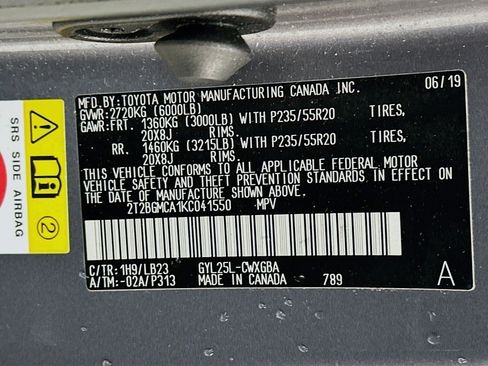 MFD.BY:TOYOTA MOTOR MANUFACTURING CANADA INC. 06/19
GVWR:2720KG (6000LB)
GAWR:FRT. 1360KG (3000LB) WITH P235/55R20 TIRES,
20X8J RIMS.
RR. 1460KG (3215LB) WITH P235/55R20 TIRES,
20X8J RIMS.
THIS VEHICLE CONFORMS TO ALL APPLICABLE FEDERAL MOTOR
VEHICLE SAFETY STANDARDS IN EFFECT ON THE
DATE OF MANUFACTURE SHOWN ABOVE.
2T2BGMCA1KC041550 MPV
C/TR: 1H9/LB23 GYL25L-CWXGBA
A/TM: -02A/P313 MADE IN CANADA 789 A
SRS SIDE AIRBAG
2